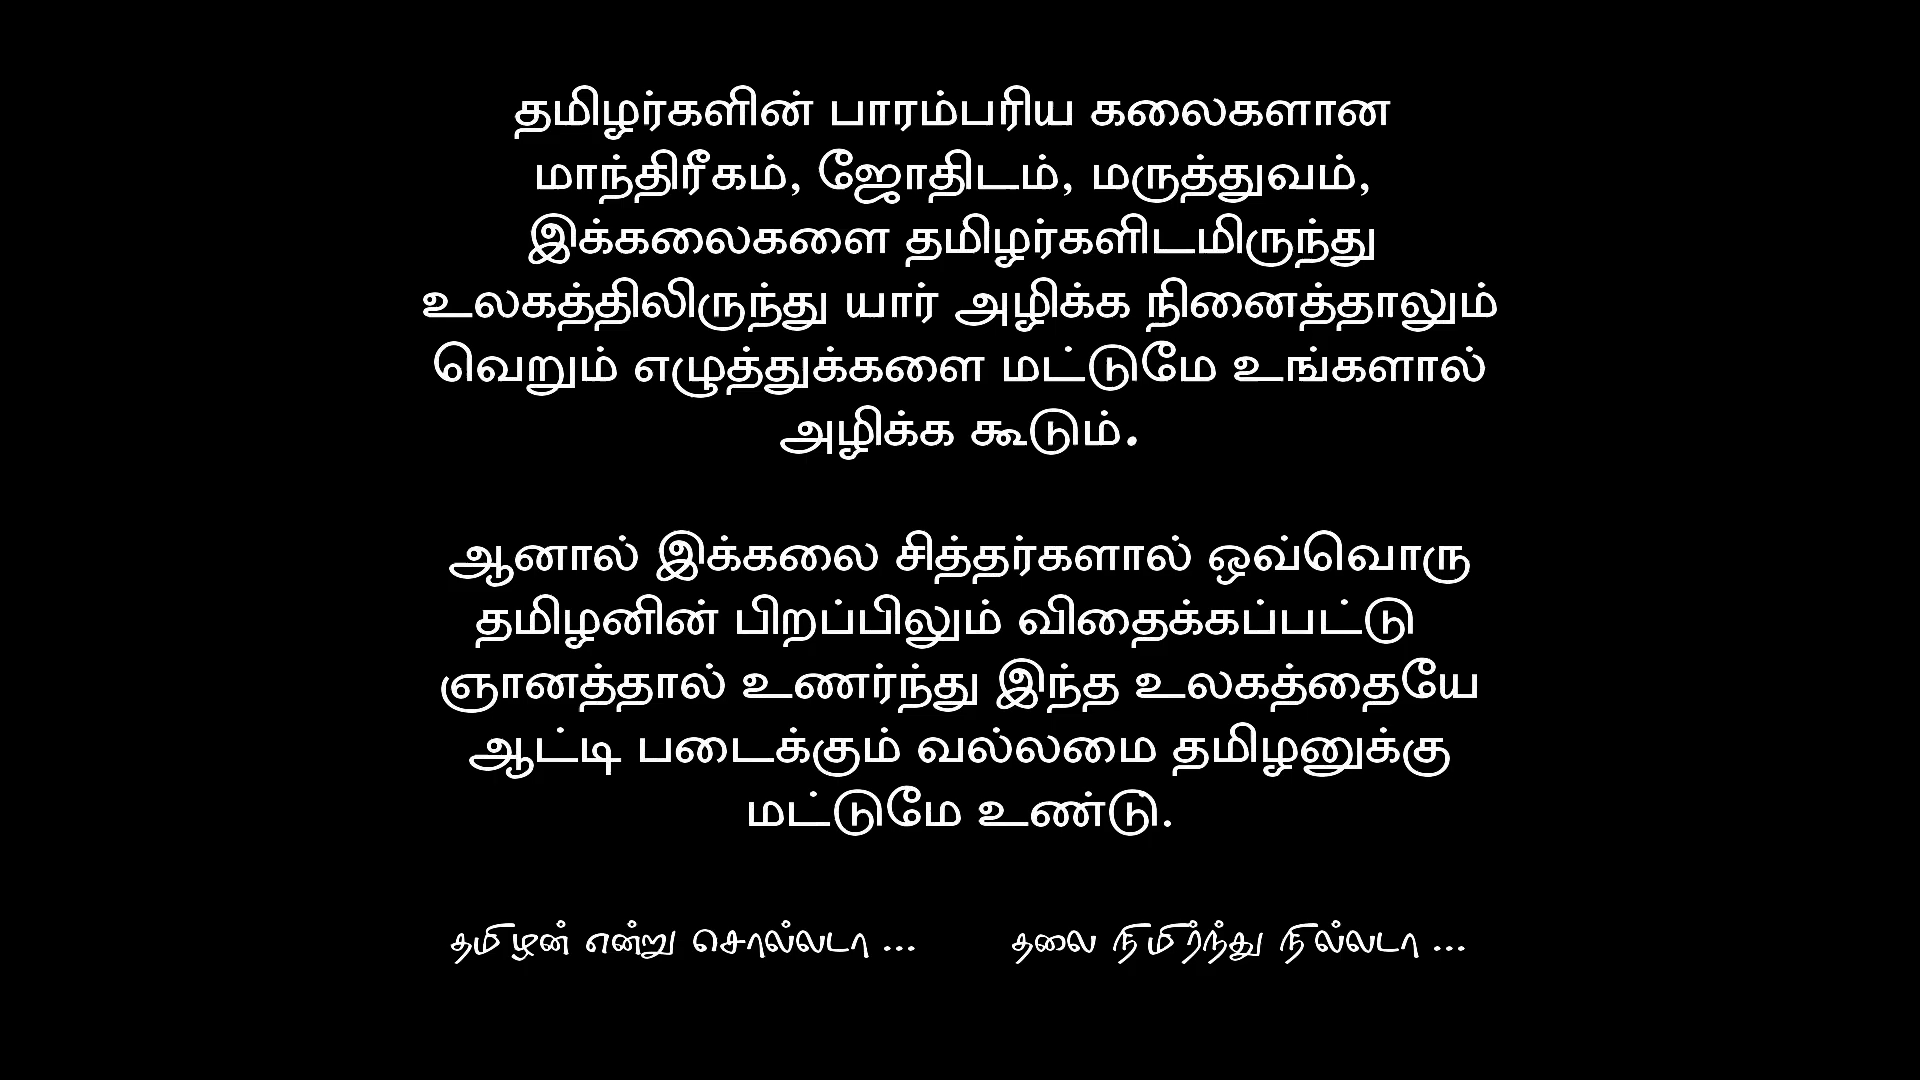 தமிழர்களின் பாரம்பரிய கலைகளான
மாந்திரீகம், ஜோதிடம், மருத்துவம்,
இக்கலைகளை தமிழர்களிடமிருந்து
உலகத்திலிருந்து யார் அழிக்க நினைத்தாலும்
வெறும் எழுத்துக்களை மட்டுமே உங்களால்
அழிக்க கூடும்.
ஆனால் இக்கலை சித்தர்களால் ஒவ்வொரு
தமிழனின் பிறப்பிலும் விதைக்கப்பட்டு
ஞானத்தால் உணர்ந்து இந்த உலகத்தையே
ஆட்டி படைக்கும் வல்லமை தமிழனுக்கு
மட்டுமே உண்டு.
தமிழன் என்று சொல்லடா ... தலை நிமிர்ந்து நில்லடா ...